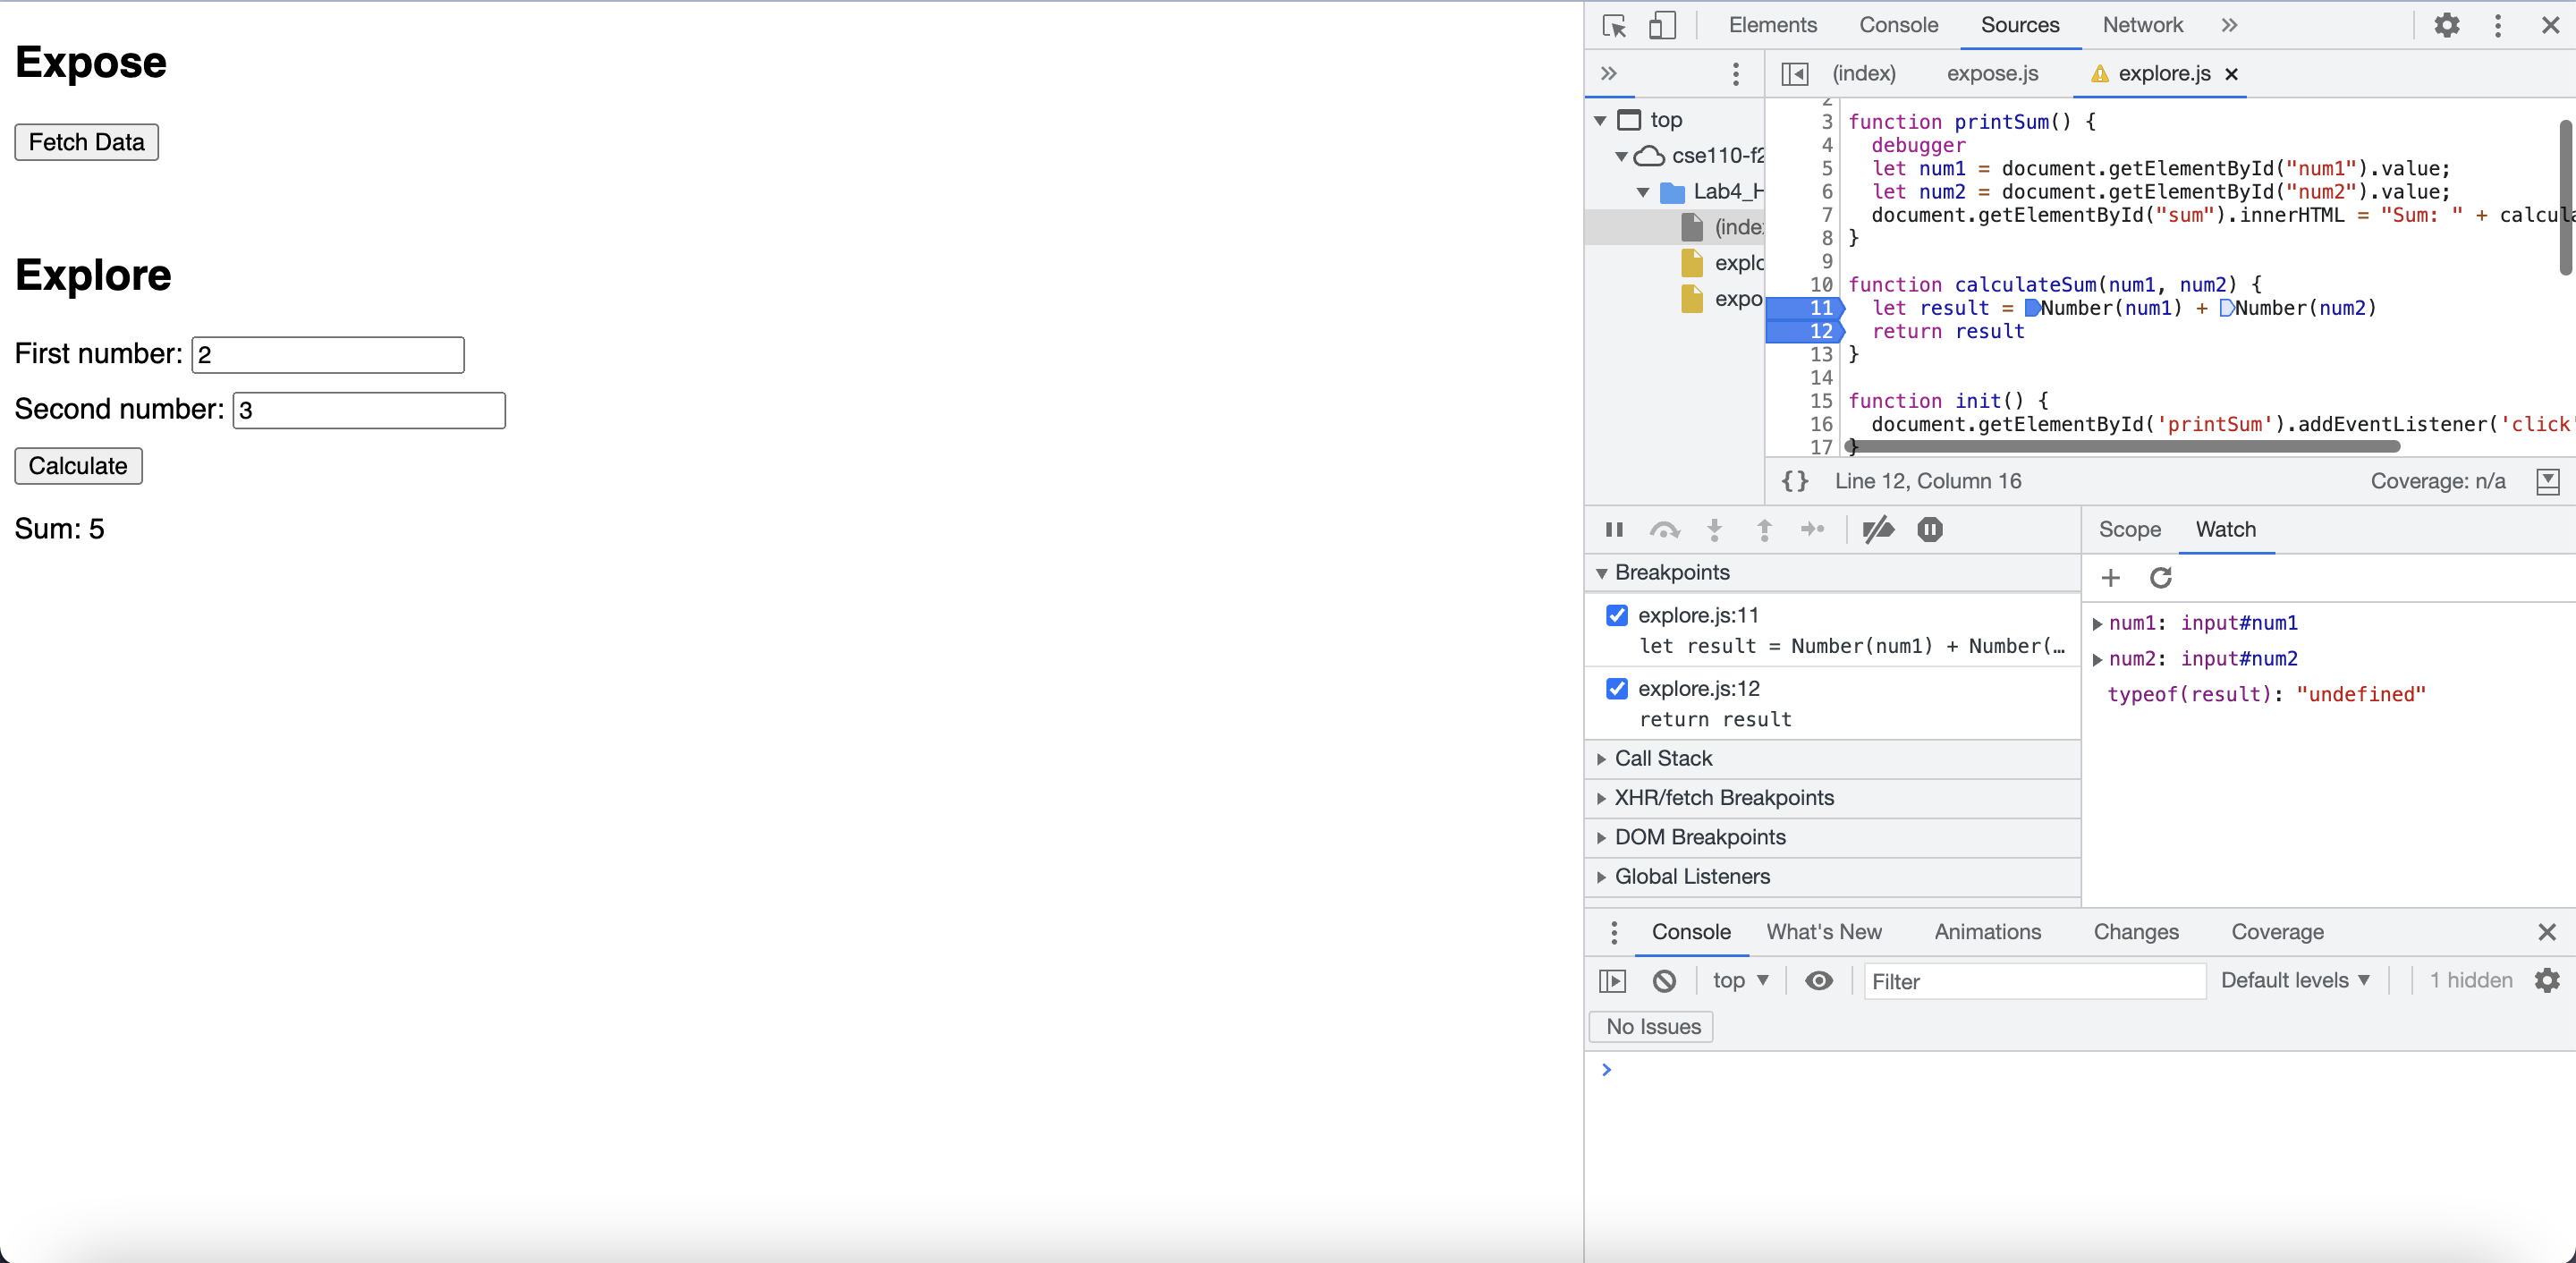 Expose
Fetch Data
Explore
First number: 2
Second number: 3
Calculate
Sum: 5
Elements Console Sources Network »
» (index) expose.js explore.js ×
top
cse110-f2
Lab4_H
(inde
explo
expo
2
3 function printSum() {
4 debugger
5 let num1 = document.getElementById("num1").value;
6 let num2 = document.getElementById("num2").value;
7 document.getElementById("sum").innerHTML = "Sum: " + calcula
8 }
9
10 function calculateSum(num1, num2) {
11 let result = Number(num1) + Number(num2)
12 return result
13 }
14
15 function init() {
16 document.getElementById('printSum').addEventListener('click'
17 }
{} Line 12, Column 16 Coverage: n/a
Scope Watch
Breakpoints
explore.js:11
let result = Number(num1) + Number(…
explore.js:12
return result
Call Stack
XHR/fetch Breakpoints
DOM Breakpoints
Global Listeners
num1: input#num1
num2: input#num2
typeof(result): "undefined"
Console What's New Animations Changes Coverage
top Filter Default levels 1 hidden
No Issues